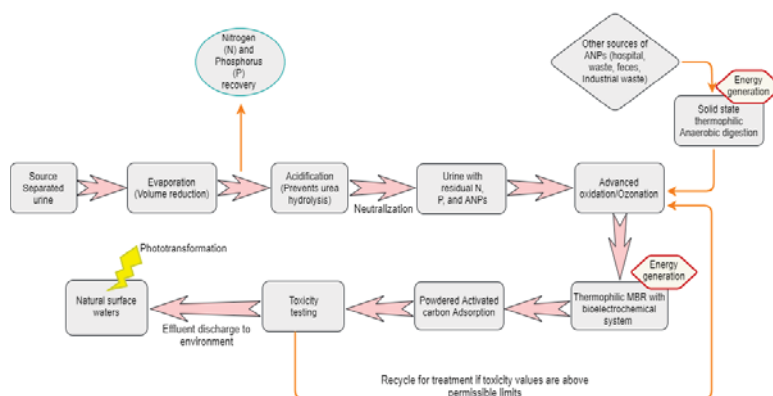 Nitrogen
(N) and
Phosphorus
(P)
recovery
Other sources of
ANPs (hospital,
waste, feces,
Industrial waste)
Energy
generation
Solid state
thermophilic
Anaerobic digestion
Source
Separated
urine
Evaporation
(Volume reduction)
Acidification
(Prevents urea
hydrolysis)
Neutralization
Urine with
residual N,
P, and ANPs
Advanced
oxidation/Ozonation
Phototransformation
Energy
generation
Natural surface
waters
Effluent discharge to
environment
Toxicity
testing
Powdered Activated
carbon Adsorption
Thermophilic MBR with
bioelectrochemical
system
Recycle for treatment if toxicity values are above
permissible limits